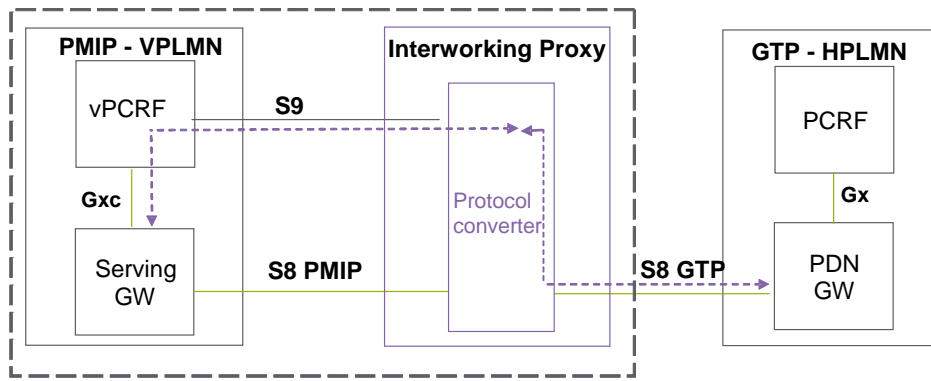 PMIP - VPLMN
Interworking Proxy
GTP - HPLMN
vPCRF
S9
PCRF
Gxc
Protocol
converter
Gx
Serving
GW
S8 PMIP
S8 GTP
PDN
GW